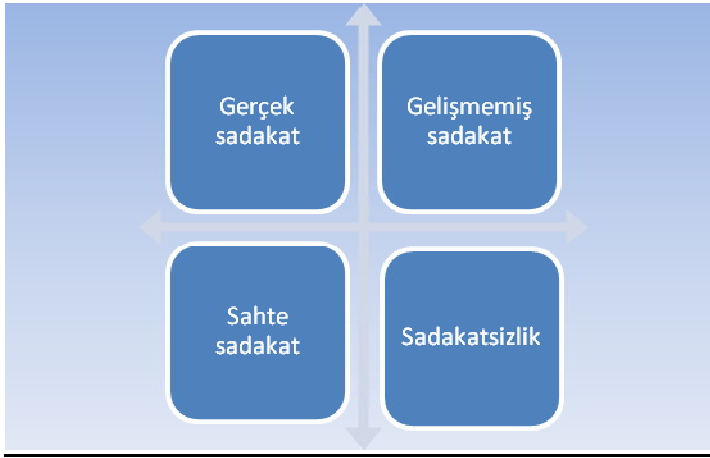 Gerçek
sadakat
Gelişmemiş
sadakat
Sahte
sadakat
Sadakatsizlik